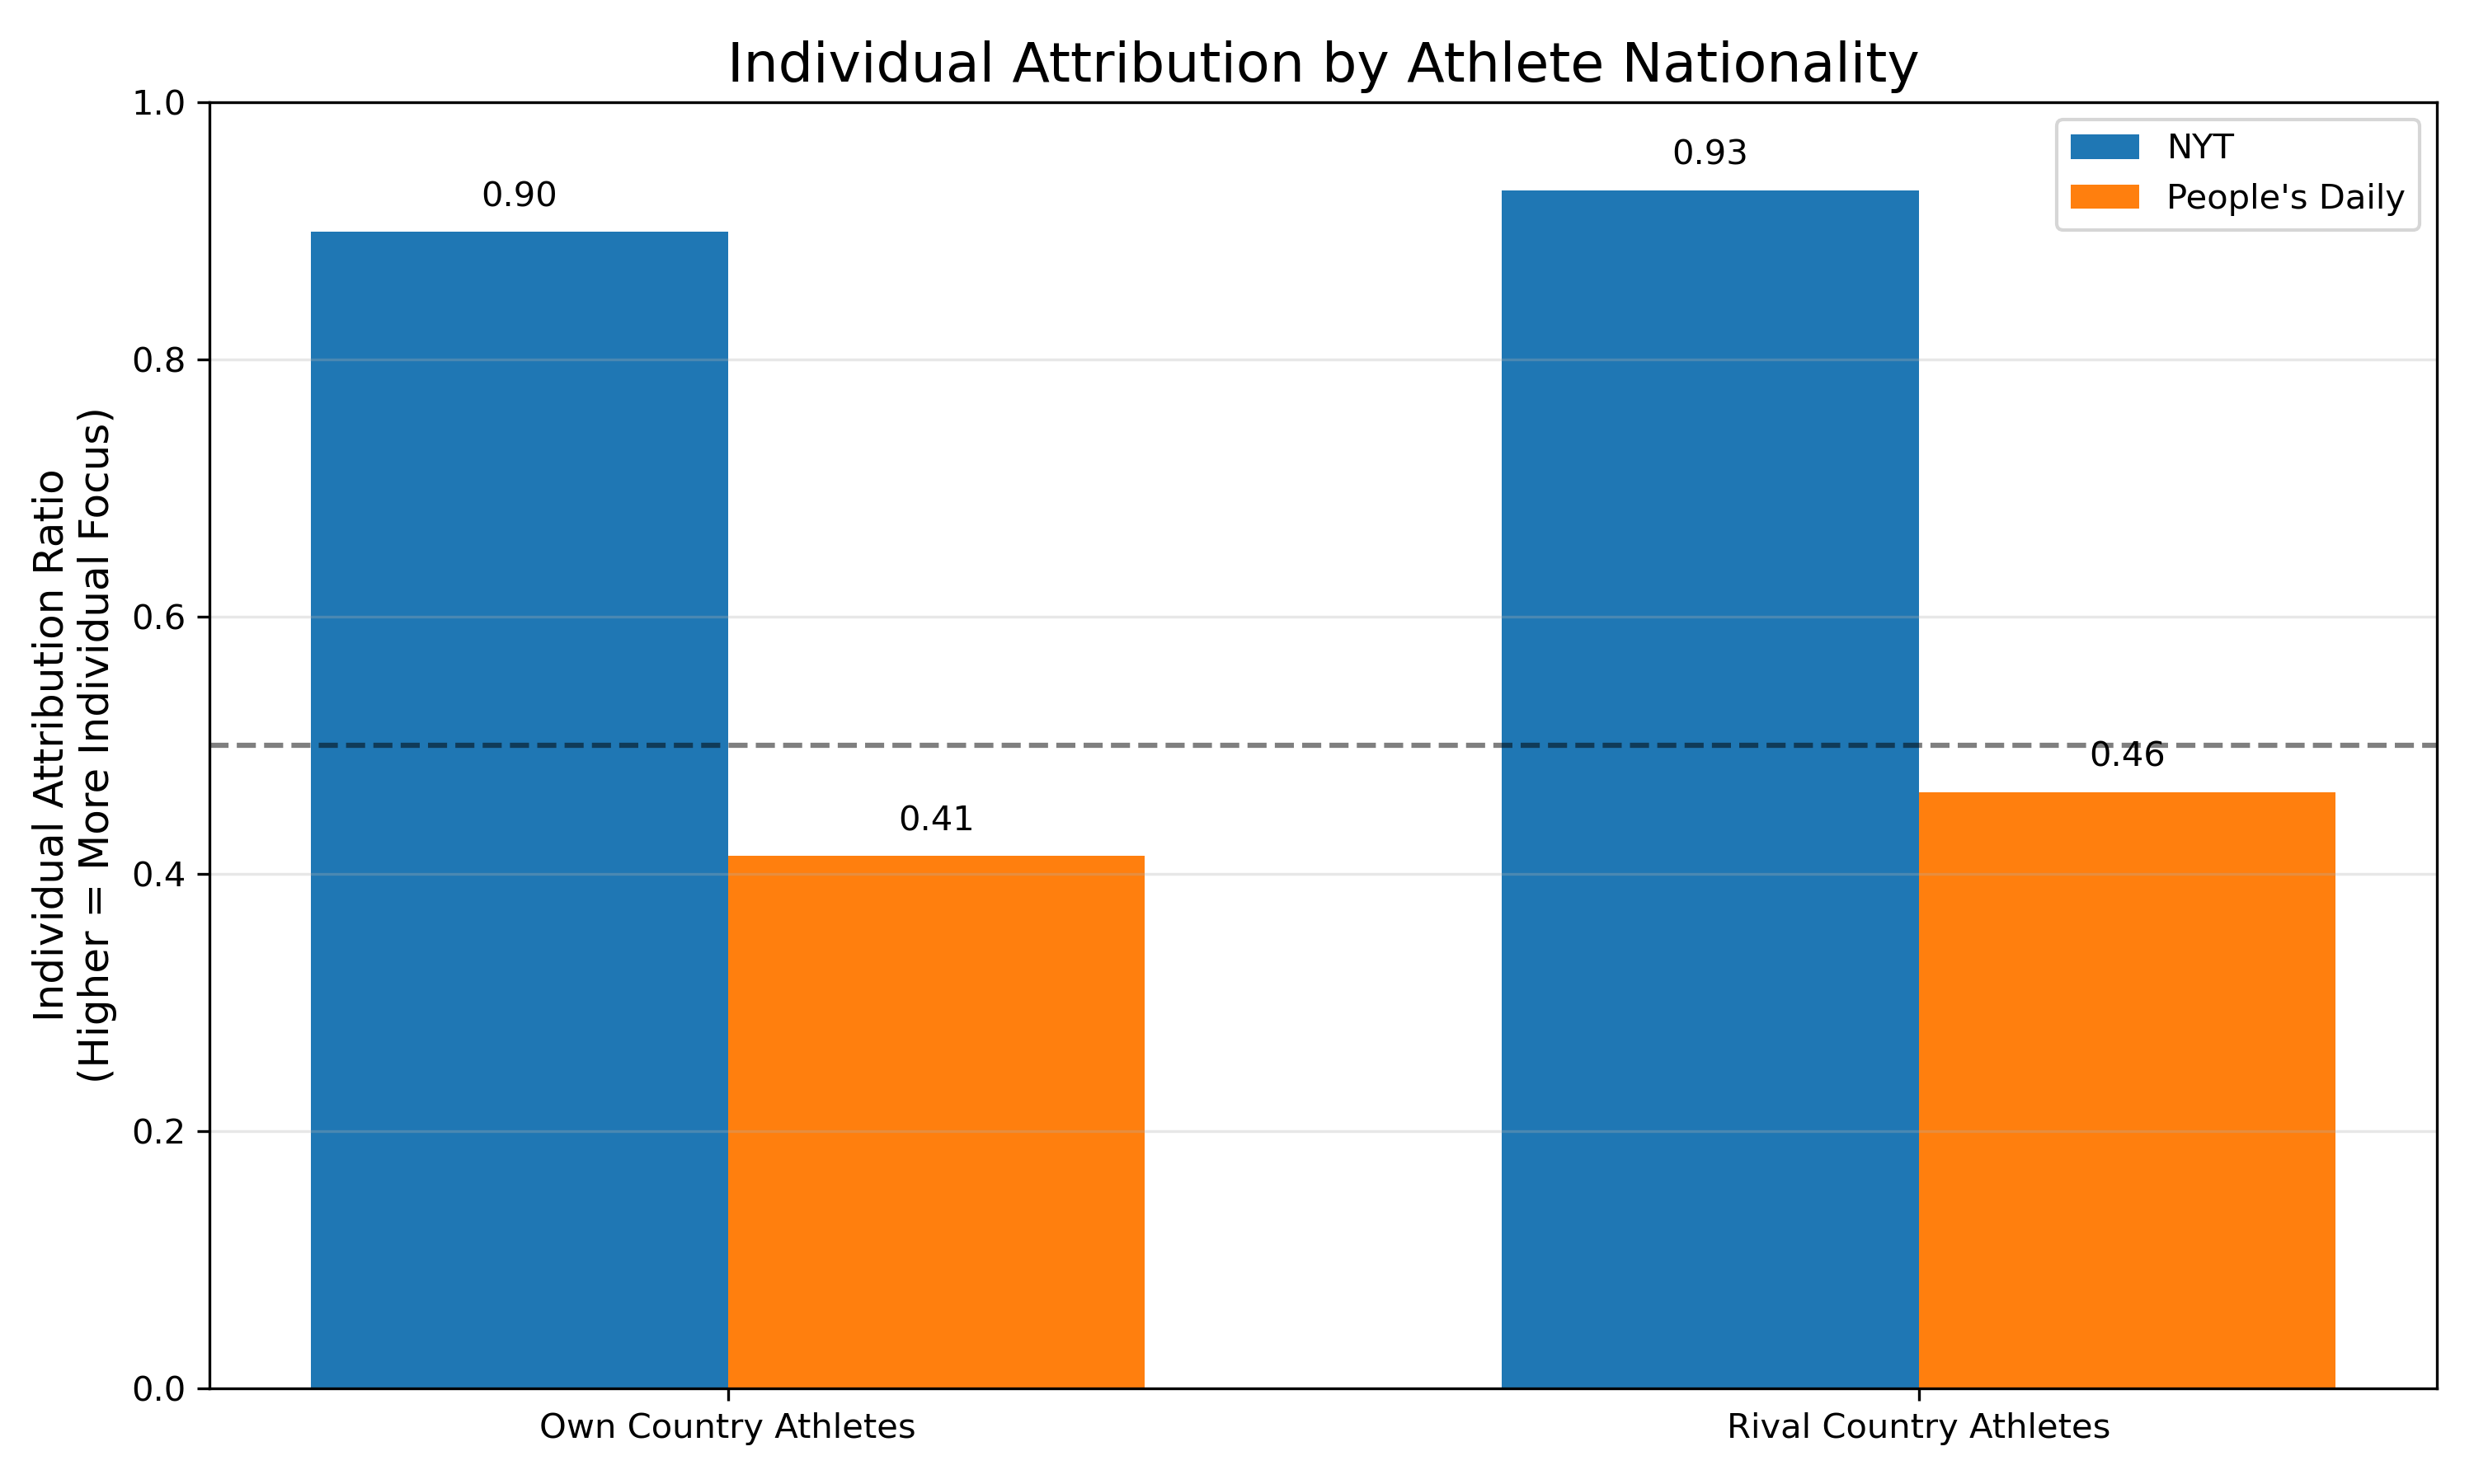 Individual Attribution by Athlete Nationality
Individual Attribution Ratio
(Higher = More Individual Focus)
1.0
0.8
0.6
0.4
0.2
0.0
0.90
0.41
0.93
0.46
NYT
People's Daily
Own Country Athletes
Rival Country Athletes